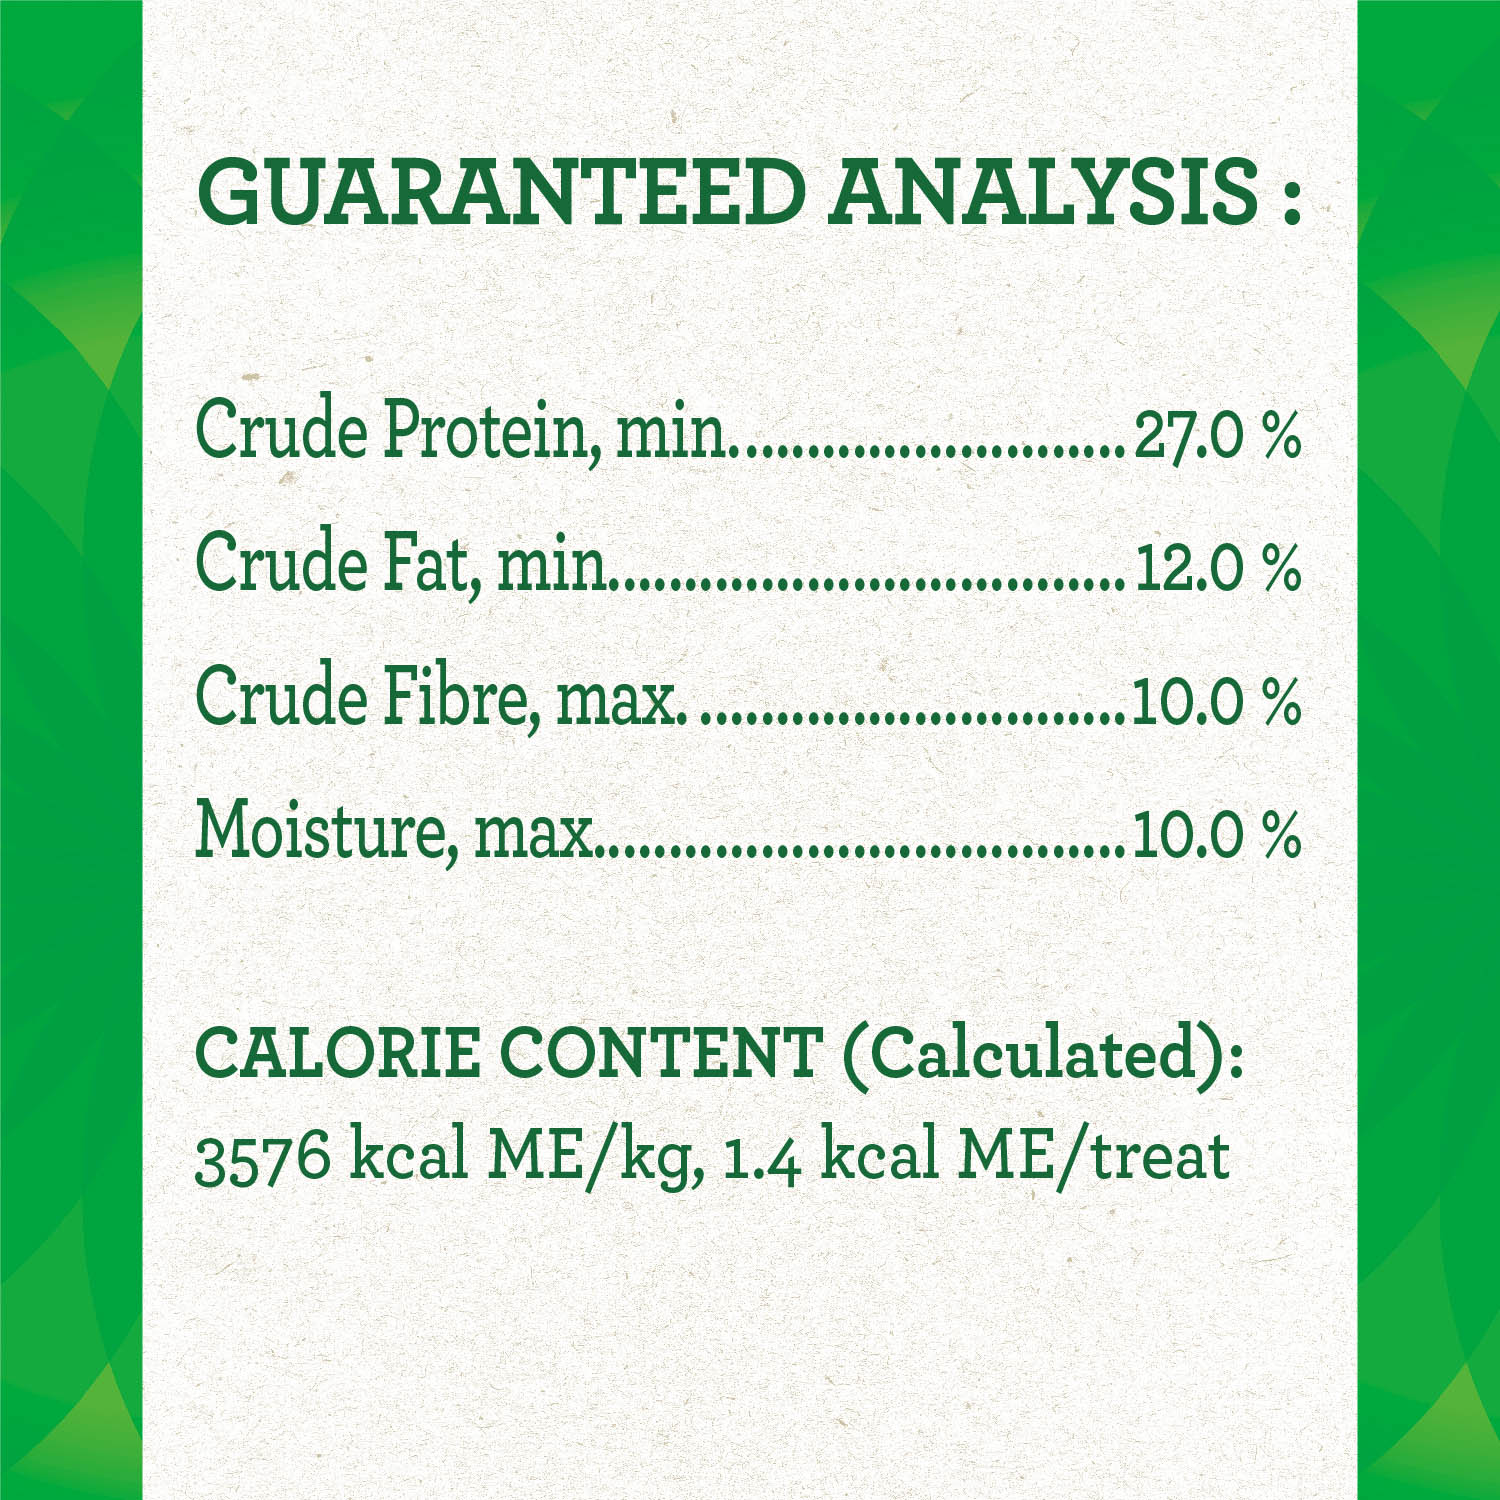 GUARANTEED ANALYSIS :
Crude Protein, min.........................27.0 %
Crude Fat, min..................................12.0 %
Crude Fibre, max. ............................10.0 %
Moisture, max...................................10.0 %
CALORIE CONTENT (Calculated):
3576 kcal ME/kg, 1.4 kcal ME/treat